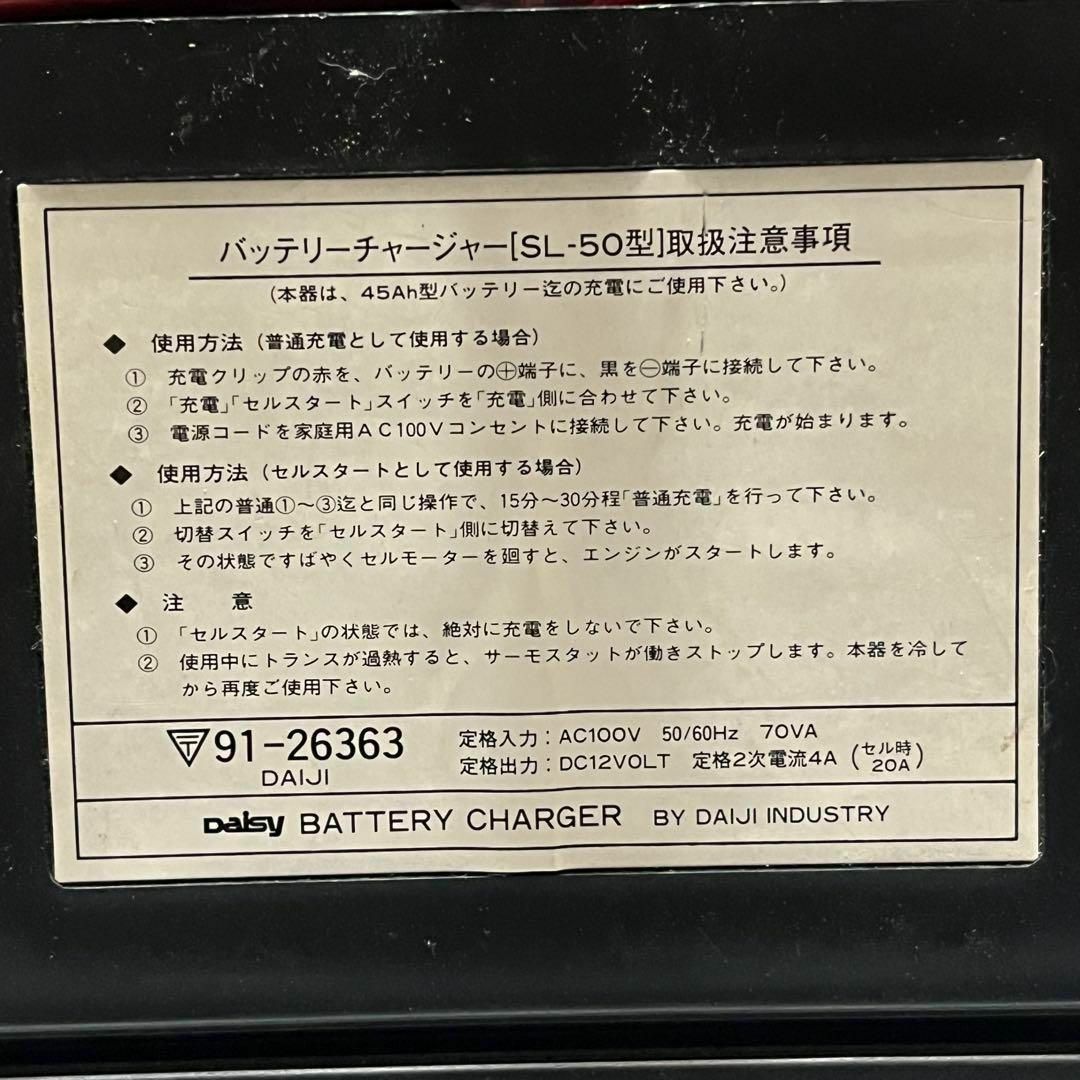 バッテリーチャージャー[SL-50型]取扱注意事項
(本器は、45Ah型バッテリー迄の充電にご使用下さい。)
◆ 使用方法 (普通充電として使用する場合)
① 充電クリップの赤を、バッテリーの⊕端子に、黒を⊖端子に接続して下さい。
② 「充電」「セルスタート」スイッチを「充電」側に合わせて下さい。
③ 電源コードを家庭用AC100Vコンセントに接続して下さい。充電が始まります。
◆ 使用方法 (セルスタートとして使用する場合)
① 上記の普通①〜③迄と同じ操作で、15分〜30分程「普通充電」を行って下さい。
② 切替スイッチを「セルスタート」側に切替えて下さい。
③ その状態ですばやくセルモーターを廻すと、エンジンがスタートします。
◆ 注 意
① 「セルスタート」の状態では、絶対に充電をしないで下さい。
② 使用中にトランスが過熱すると、サーモスタットが働きストップします。本器を冷して
から再度ご使用下さい。
〒91-26363
DAIJI
定格入力：AC100V 50/60Hz 70VA
定格出力：DC12VOLT 定格2次電流4A (セル時 20A)
Daisy BATTERY CHARGER BY DAIJI INDUSTRY